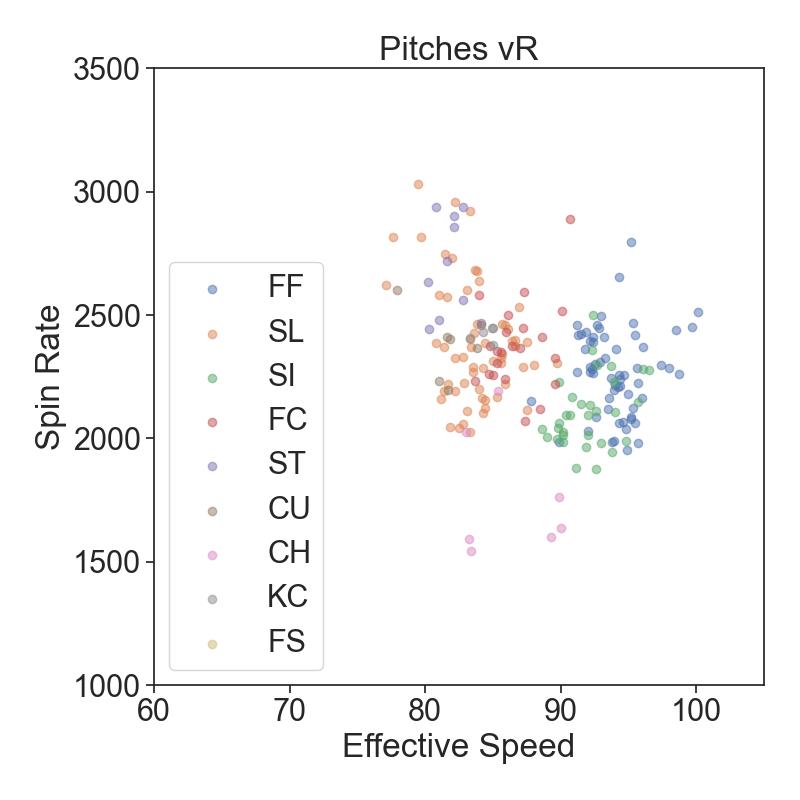 Pitches vR
3500
3000
2500
2000
1500
1000
Spin Rate
FF
SL
SI
FC
ST
CU
CH
KC
FS
60 70 80 90 100
Effective Speed